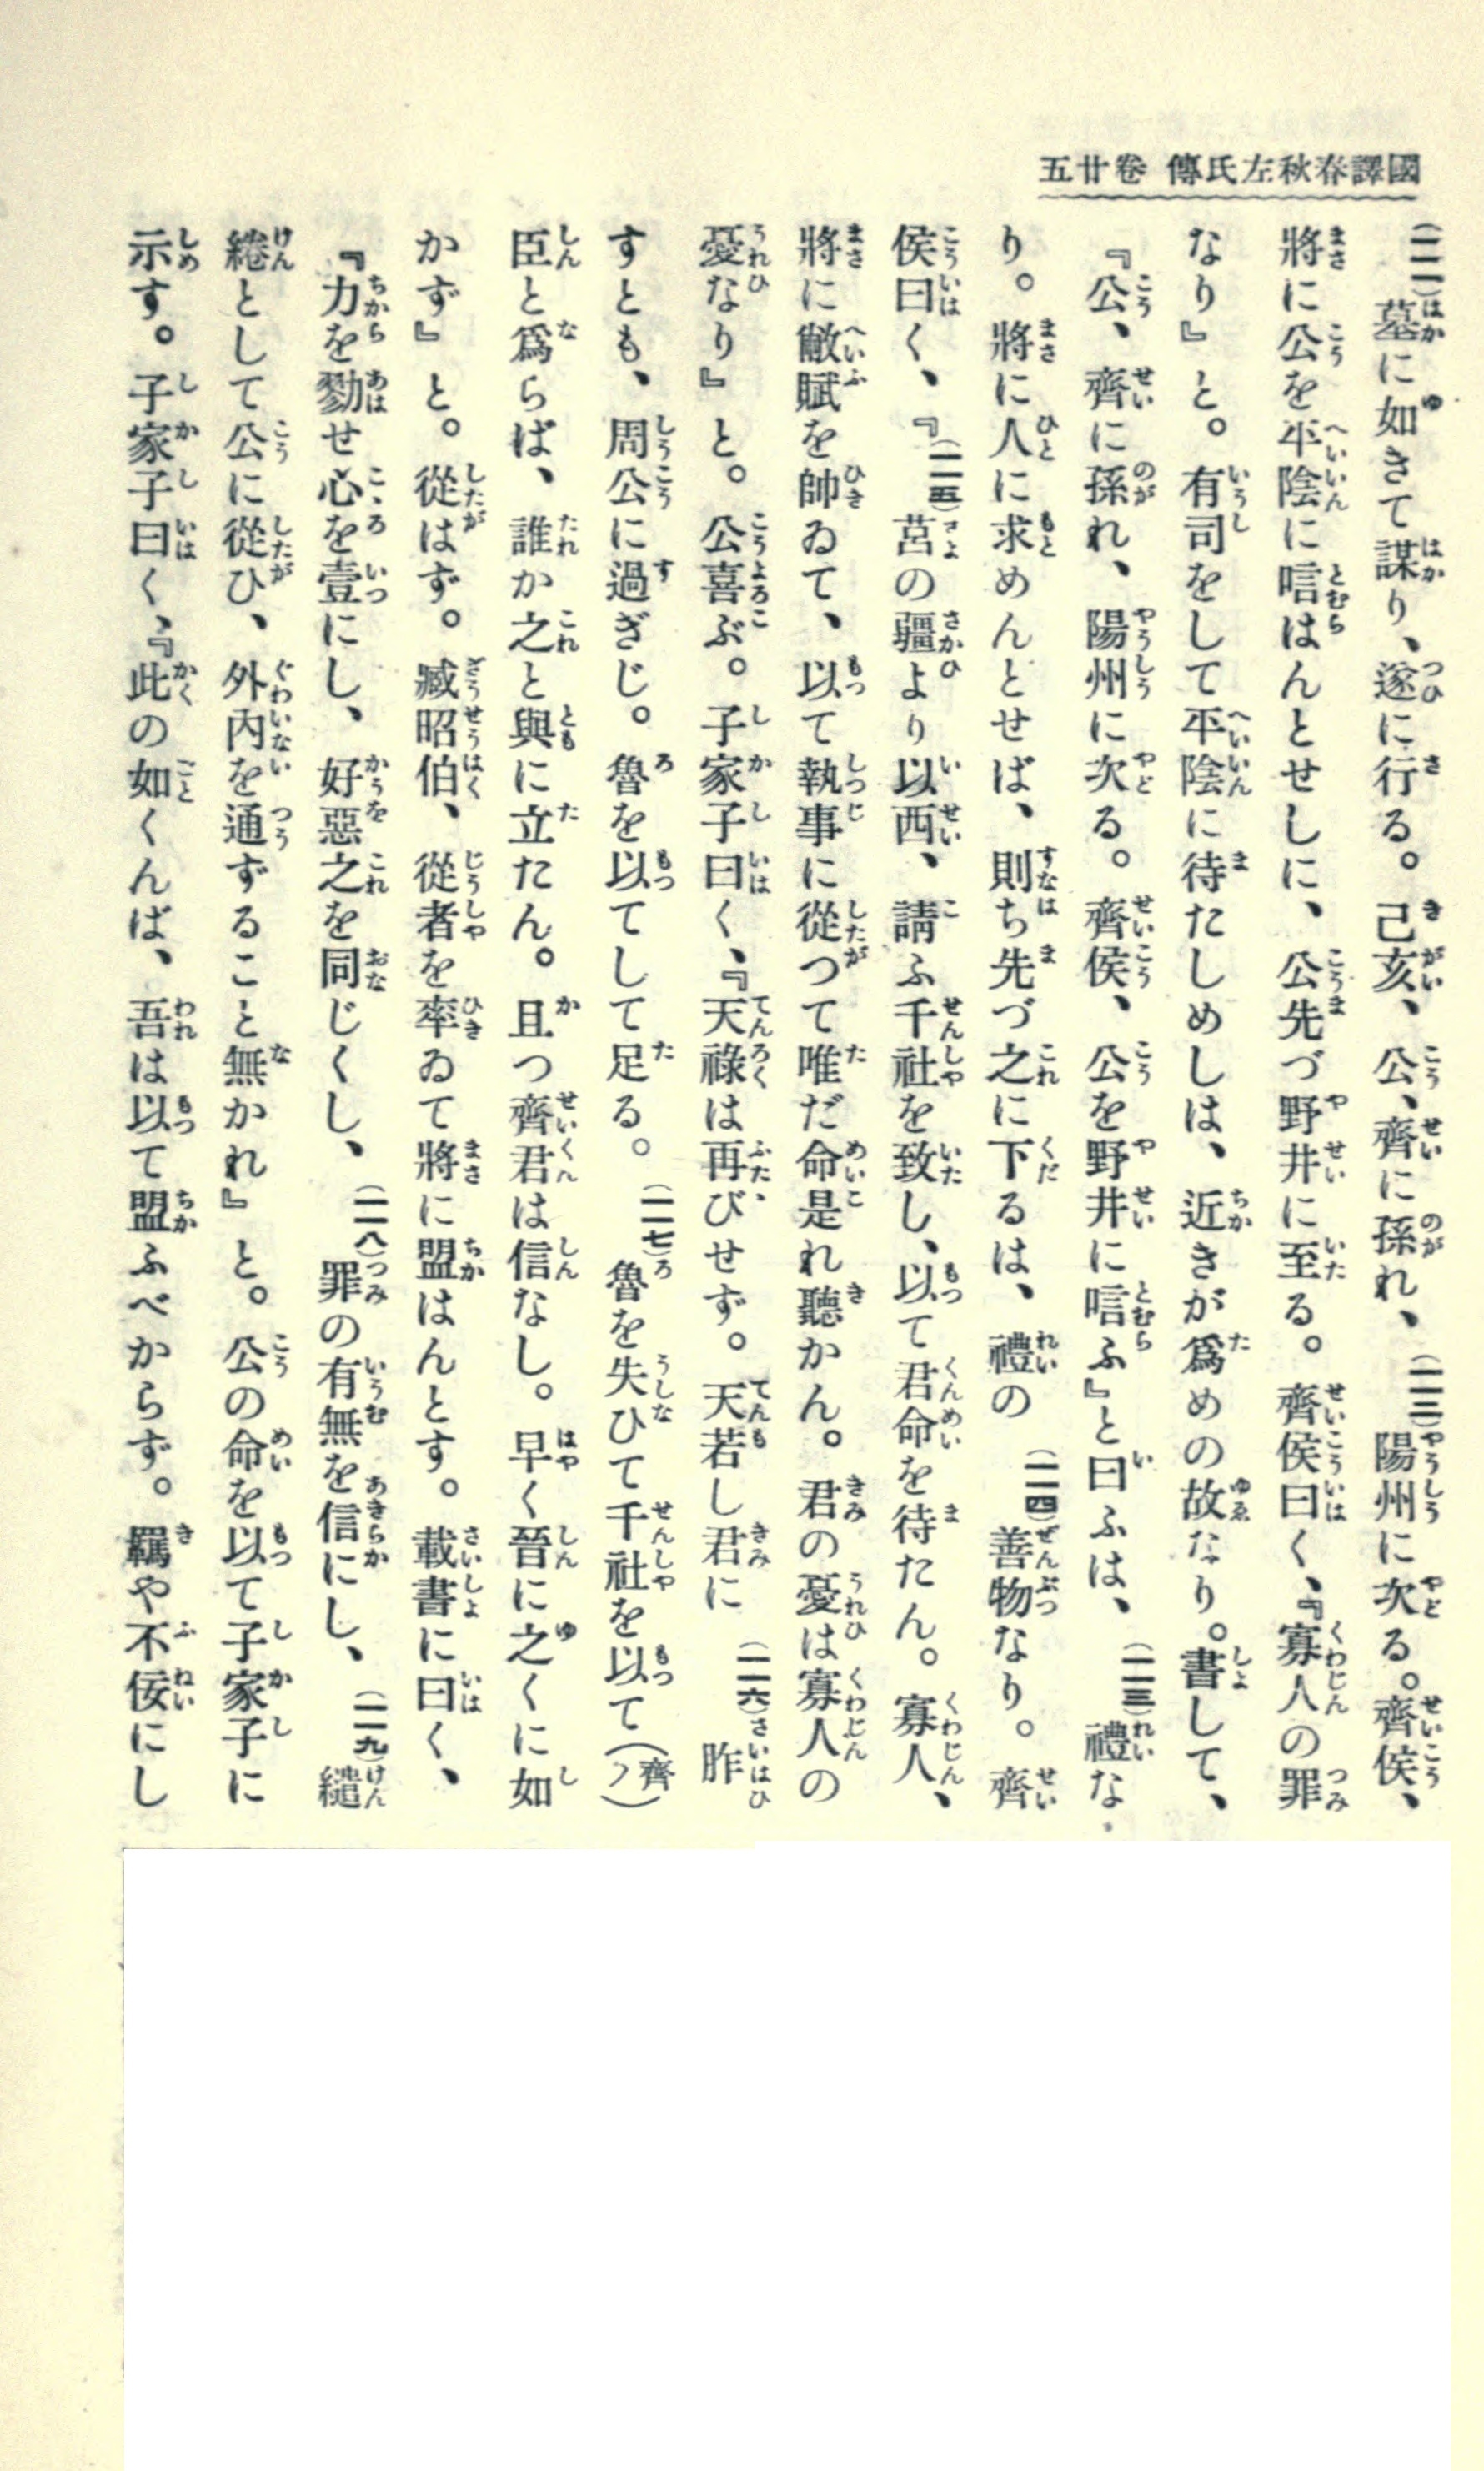 國譯春秋左氏傳 卷廿五
(一一一)墓に如きて謀り、遂に行る。己亥、公、齊に孫れ、(一一二)陽州に次る。齊侯、
將に公を平陰に唁はんとせしに、公先づ野井に至る。齊侯曰く、『寡人の罪
なり』と。有司をして平陰に待たしめしは、近きが爲めの故なり。書して、
『公、齊に孫れ、陽州に次る。齊侯、公を野井に唁ふ』と曰ふは、(一一三)禮な
り。將に人に求めんとせば、則ち先づ之に下るは、禮の(一一四)善物なり。齊
侯曰く、『(一一五)莒の疆より以西、請ふ千社を致し、以て君命を待たん。寡人、
將に敝賦を帥ゐて、以て執事に從つて唯だ命是れ聽かん。君の憂は寡人の
憂なり』と。公喜ぶ。子家子曰く、『天祿は再びせず。天若し君に(一一六)胙
すとも、周公に過ぎじ。魯を以てして足る。(一一七)魯を失ひて千社を以て(齊ノ)
臣と爲らば、誰か之と與に立たん。且つ齊君は信なし。早く晉に之くに如
かず』と。從はず。臧昭伯、從者を率ゐて將に盟はんとす。載書に曰く、
『力を勠せ心を壹にし、好惡之を同じくし、(一一八)罪の有無を信にし、(一一九)繾
綣として公に從ひ、外內を通ずること無かれ』と。公の命を以て子家子に
示す。子家子曰く、『此の如くんば、吾は以て盟ふべからず。羈や不佞にし